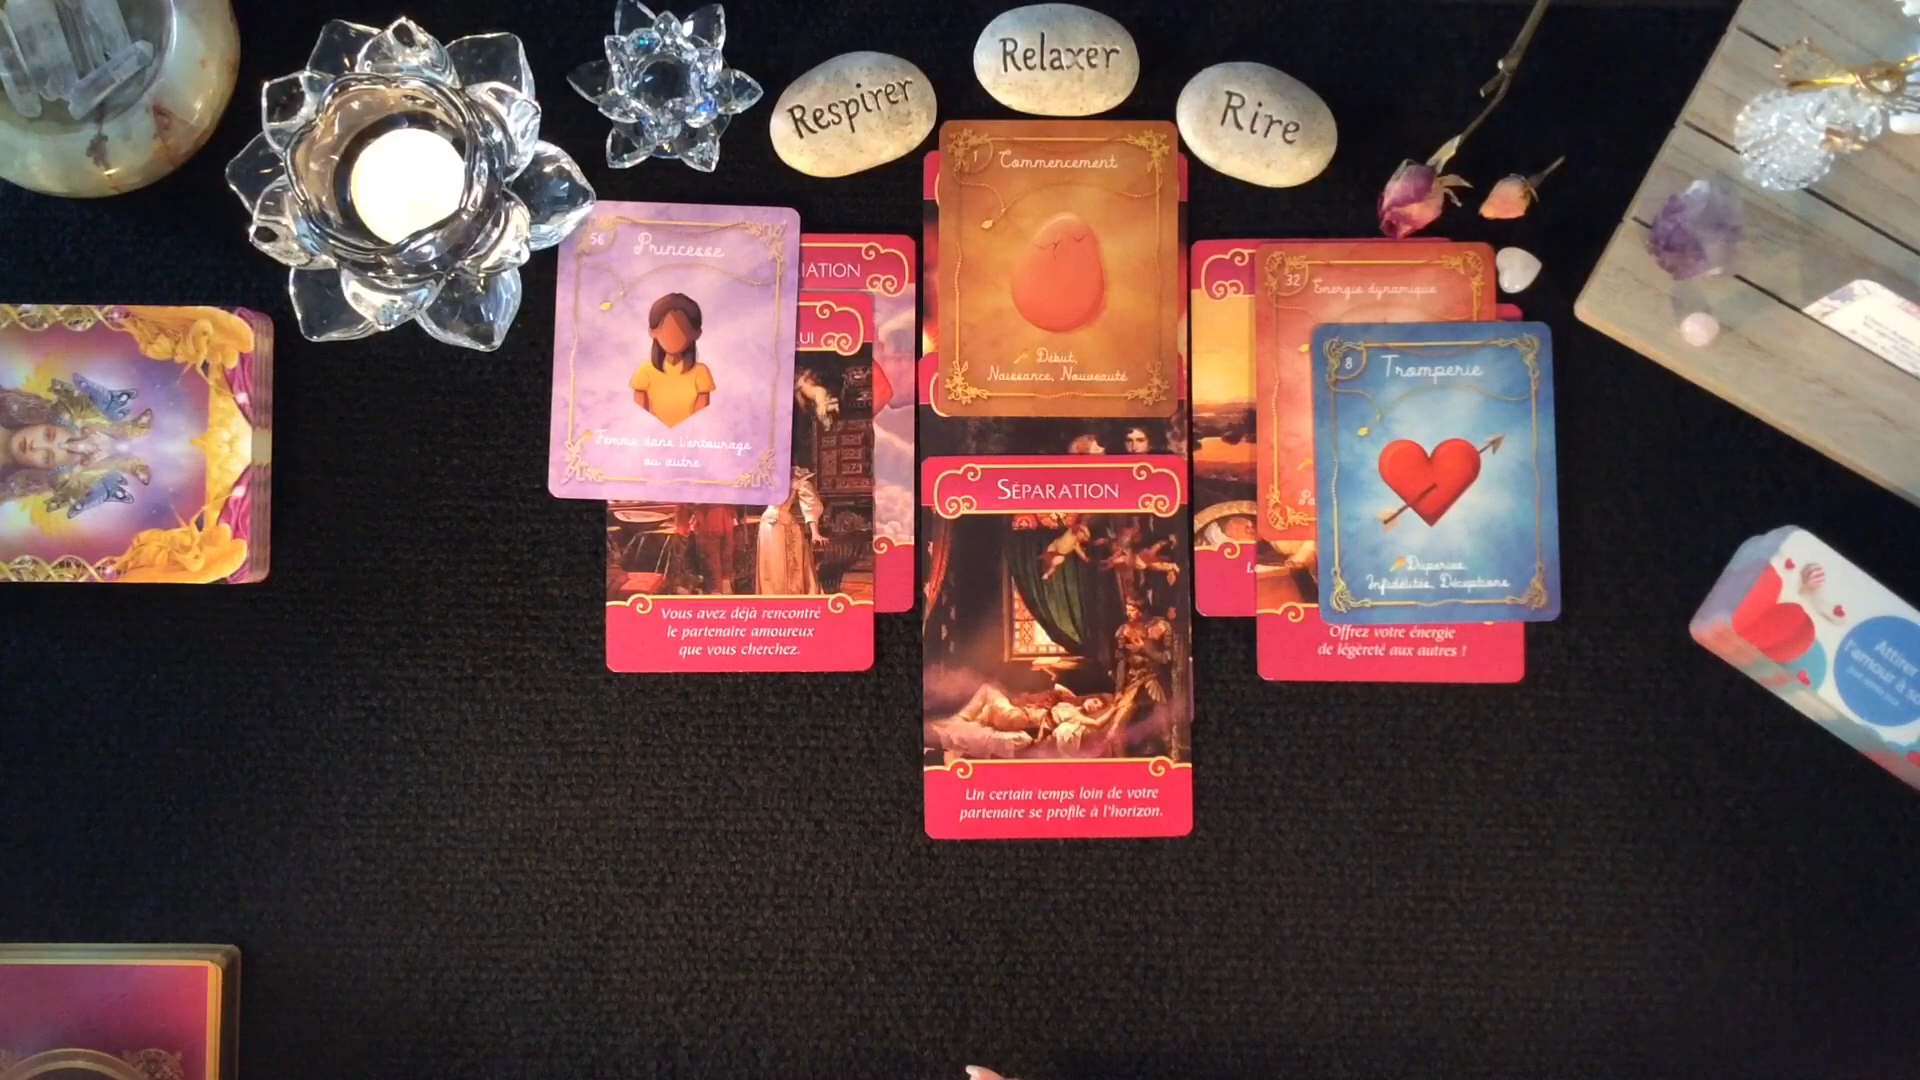 Respirer
Relaxer
Rire
56
Princesse
Femme dans l'entourage
ou autre
IATION
UI
Vous avez déjà rencontré
le partenaire amoureux
que vous cherchez.
1
Commencement
Début,
Naissance, Nouveauté
SÉPARATION
Un certain temps loin de votre
partenaire se profile à l'horizon.
32
Energie dynamique
8
Tromperie
Duperies,
Infidélités, Déceptions
Offrez votre énergie
de légèreté aux autres !
Attirer
l'amour à so